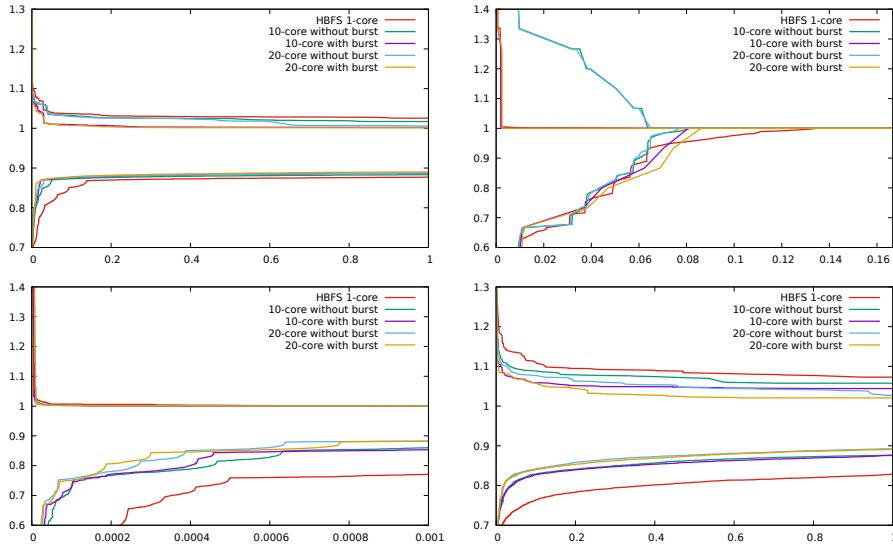 1.3
1.2
1.1
1
0.9
0.8
0.7
0
0.2
0.4
0.6
0.8
1
HBFS 1-core
10-core without burst
10-core with burst
20-core without burst
20-core with burst
1.4
1.3
1.2
1.1
1
0.9
0.8
0.7
0.6
0
0.02
0.04
0.06
0.08
0.1
0.12
0.14
0.16
HBFS 1-core
10-core without burst
10-core with burst
20-core without burst
20-core with burst
1.4
1.3
1.2
1.1
1
0.9
0.8
0.7
0.6
0
0.0002
0.0004
0.0006
0.0008
0.001
HBFS 1-core
10-core without burst
10-core with burst
20-core without burst
20-core with burst
1.3
1.2
1.1
1
0.9
0.8
0.7
0
0.2
0.4
0.6
0.8
HBFS 1-core
10-core without burst
10-core with burst
20-core without burst
20-core with burst